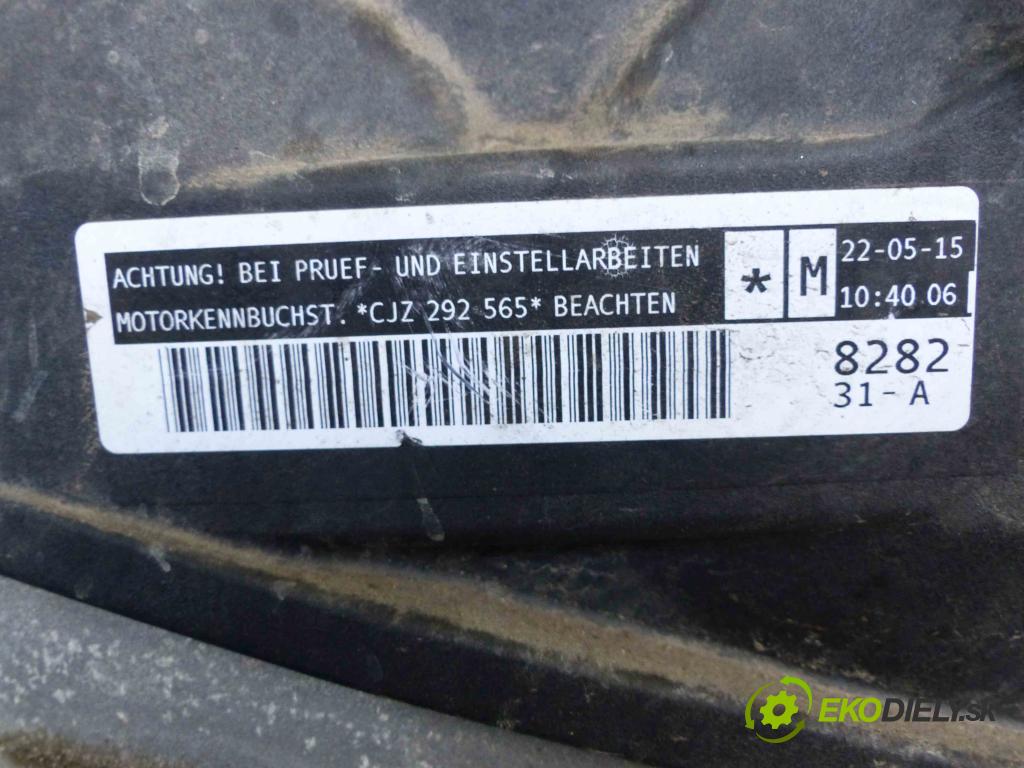 ACHTUNG! BEI PRUEF- UND EINSTELLARBEITEN
MOTORKENNBUCHST. *CJZ 292 565* BEACHTEN
*
M
22-05-15
10:40 06
8282
31-A
EKODIELY.SK